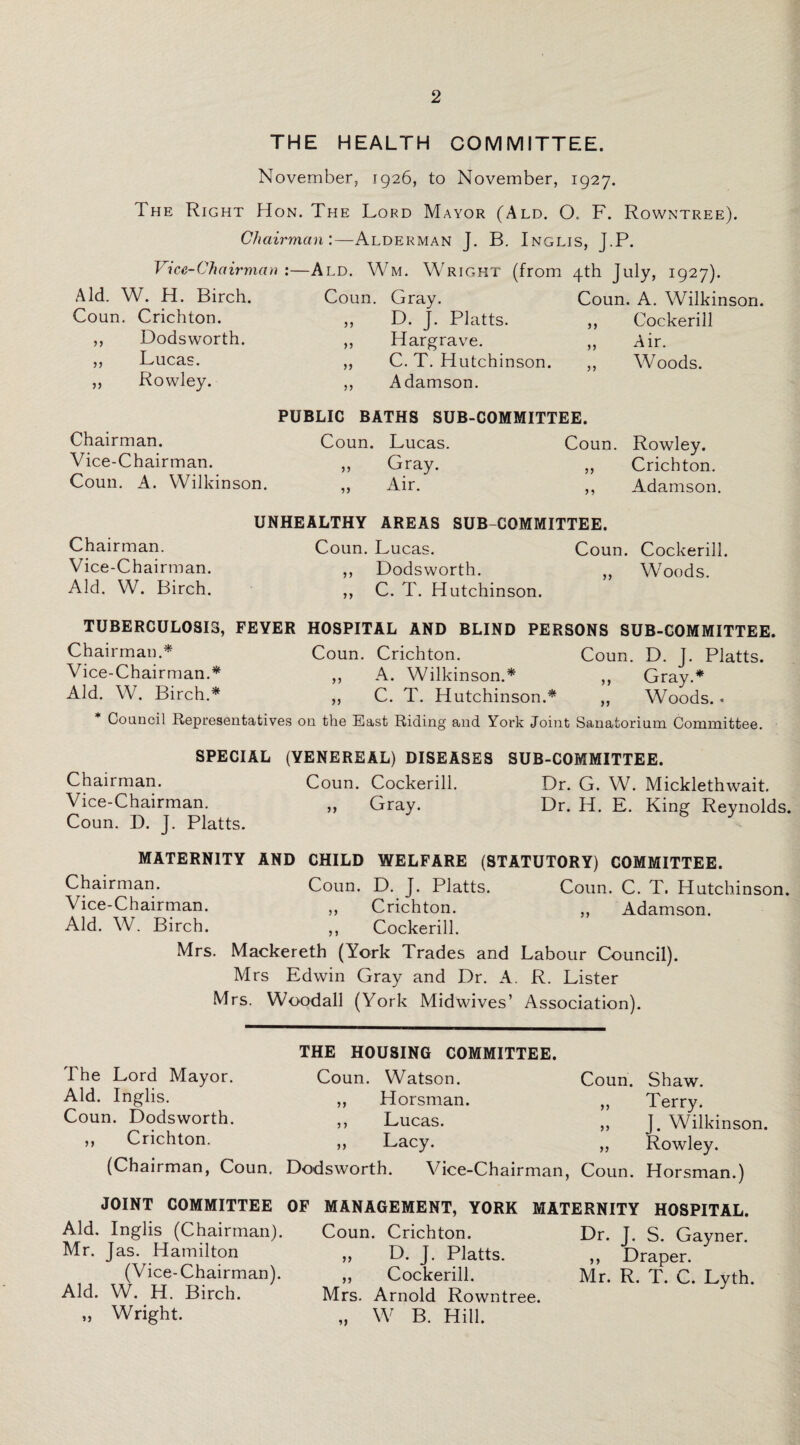 2
THE HEALTH COMMITTEE.
November, 1926, to November, 1927.
The Right Hon. The Lord Mayor (Ald. O. F. Rowntree).
Chairman:—Alderman J. B. Inglis, J.P.
Vice-Chairman:—Ald. Wm. Wright (from 4th July, 1927).
Ald. W. H. Birch. Coun. Gray. Coun. A. Wilkinson.
Coun. Crichton. ,, D. J. Platts. ,, Cockerill
,, Dodsworth. ,, Hargrave. ,, Air.
,, Lucas. ,, C. T. Hutchinson. ,, Woods.
,, Rowley. ,, Adamson.
PUBLIC BATHS SUB-COMMITTEE.
Chairman. Coun. Lucas. Coun. Rowley.
Vice-Chairman. ,, Gray. ,, Crichton.
Coun. A. Wilkinson. ,, Air. ,, Adamson.
UNHEALTHY AREAS SUB-COMMITTEE.
Chairman. Coun. Lucas. Coun. Cockerill.
Vice-Chairman. ,, Dodsworth. ,, Woods.
Ald. W. Birch. ,, C. T. Hutchinson.
TUBERCULOSIS, FEVER HOSPITAL AND BLIND PERSONS SUB-COMMITTEE.
Chairman.* Coun. Crichton. Coun. D. J. Platts.
Vice-Chairman.* ,, A. Wilkinson.* ,, Gray.*
Ald. W. Birch.* ,, C. T. Hutchinson.* ,, Woods. *
* Council Representatives on the East Riding and York Joint Sanatorium Committee.
SPECIAL (VENEREAL) DISEASES SUB-COMMITTEE.
Chairman. Coun. Cockerill. Dr. G. W. Micklethwait.
Vice-Chairman. ,, Gray. Dr. H. E. King Reynolds.
Coun. D. J. Platts.
MATERNITY AND CHILD WELFARE (STATUTORY) COMMITTEE.
Chairman. Coun. D. J. Platts. Coun. C. T. Hutchinson.
Vice-Chairman. ,, Crichton. ,, Adamson.
Ald. W. Birch. ,, Cockerill.
Mrs. Mackereth (York Trades and Labour Council).
Mrs Edwin Gray and Dr. A. R. Lister
Mrs. Woodall (York Midwives' Association).
THE HOUSING COMMITTEE.
The Lord Mayor. Coun. Watson. Coun. Shaw.
Ald. Inglis. ,, Horsman. ,, Terry.
Coun. Dodsworth. ,, Lucas. ,, J. Wilkinson.
,, Crichton. ,, Lacy. ,, Rowley.
(Chairman, Coun. Dodsworth. Vice-Chairman, Coun. Horsman.)
JOINT COMMITTEE OF MANAGEMENT, YORK MATERNITY HOSPITAL.
Ald. Inglis (Chairman). Coun. Crichton. Dr. J. S. Gayner.
Mr. Jas. Hamilton ,, D. J. Platts. ,, Draper.
(Vice-Chairman). ,, Cockerill. Mr. R. T. C. Lyth.
Ald. W. H. Birch. Mrs. Arnold Rowntree.
,, Wright. ,, W B. Hill.